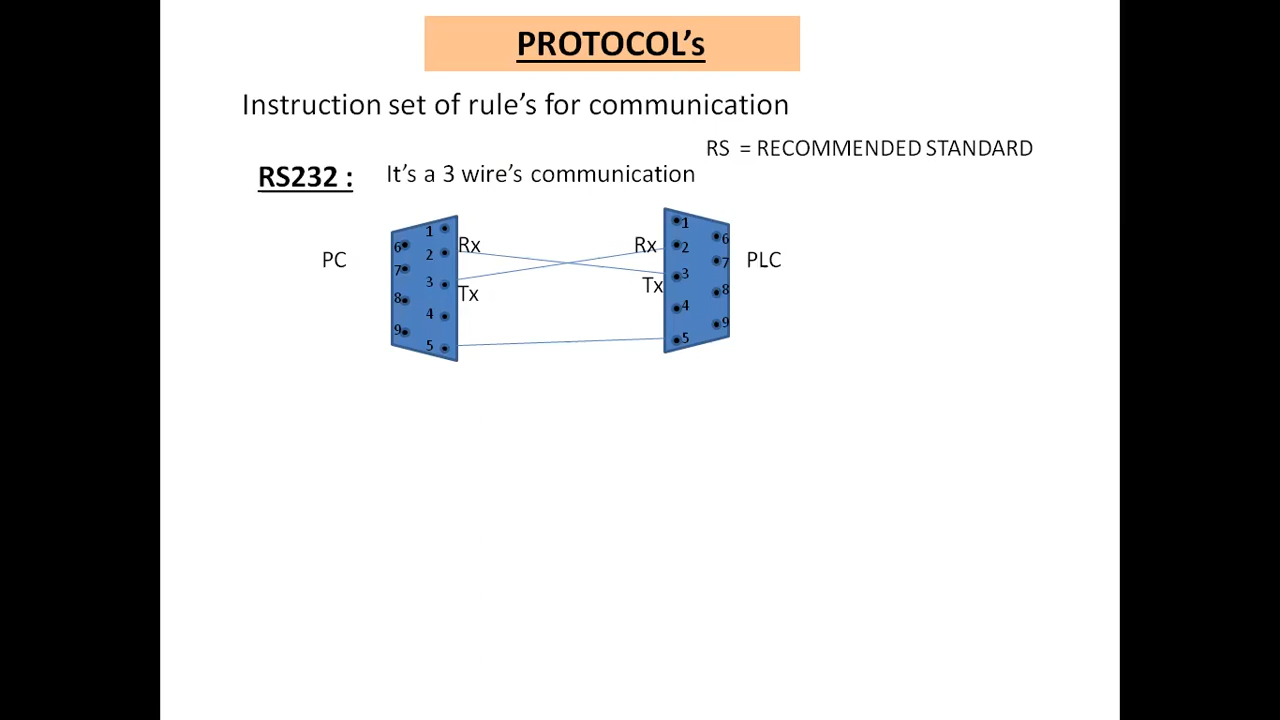 PROTOCOL’s
Instruction set of rule’s for communication
RS = RECOMMENDED STANDARD
RS232 : It’s a 3 wire’s communication
PC
6
7
8
9
1
2
3
4
5
Rx
Tx
Rx
Tx
1
2
3
4
5
6
7
8
9
PLC